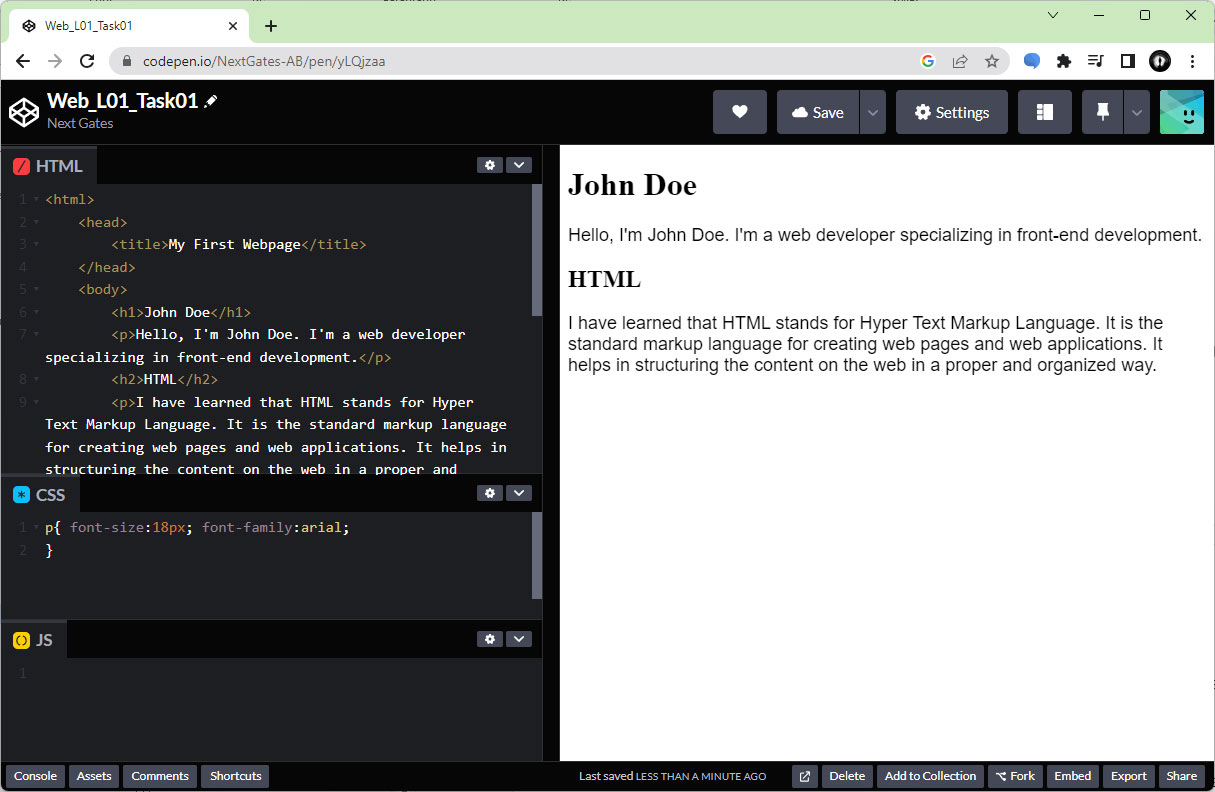 Web_L01_Task01
codepen.io/NextGates-AB/pen/yLQjzaa
Web_L01_Task01
Next Gates
Save
Settings
HTML
1 <html>
2 <head>
3 <title>My First Webpage</title>
4 </head>
5 <body>
6 <h1>John Doe</h1>
7 <p>Hello, I'm John Doe. I'm a web developer
specializing in front-end development.</p>
8 <h2>HTML</h2>
9 <p>I have learned that HTML stands for Hyper
Text Markup Language. It is the standard markup language
for creating web pages and web applications. It helps in
structuring the content on the web in a proper and
CSS
1 p{ font-size:18px; font-family:arial;
2 }
JS
1
John Doe
Hello, I'm John Doe. I'm a web developer specializing in front-end development.
HTML
I have learned that HTML stands for Hyper Text Markup Language. It is the
standard markup language for creating web pages and web applications. It
helps in structuring the content on the web in a proper and organized way.
Console Assets Comments Shortcuts Last saved LESS THAN A MINUTE AGO Delete Add to Collection Fork Embed Export Share